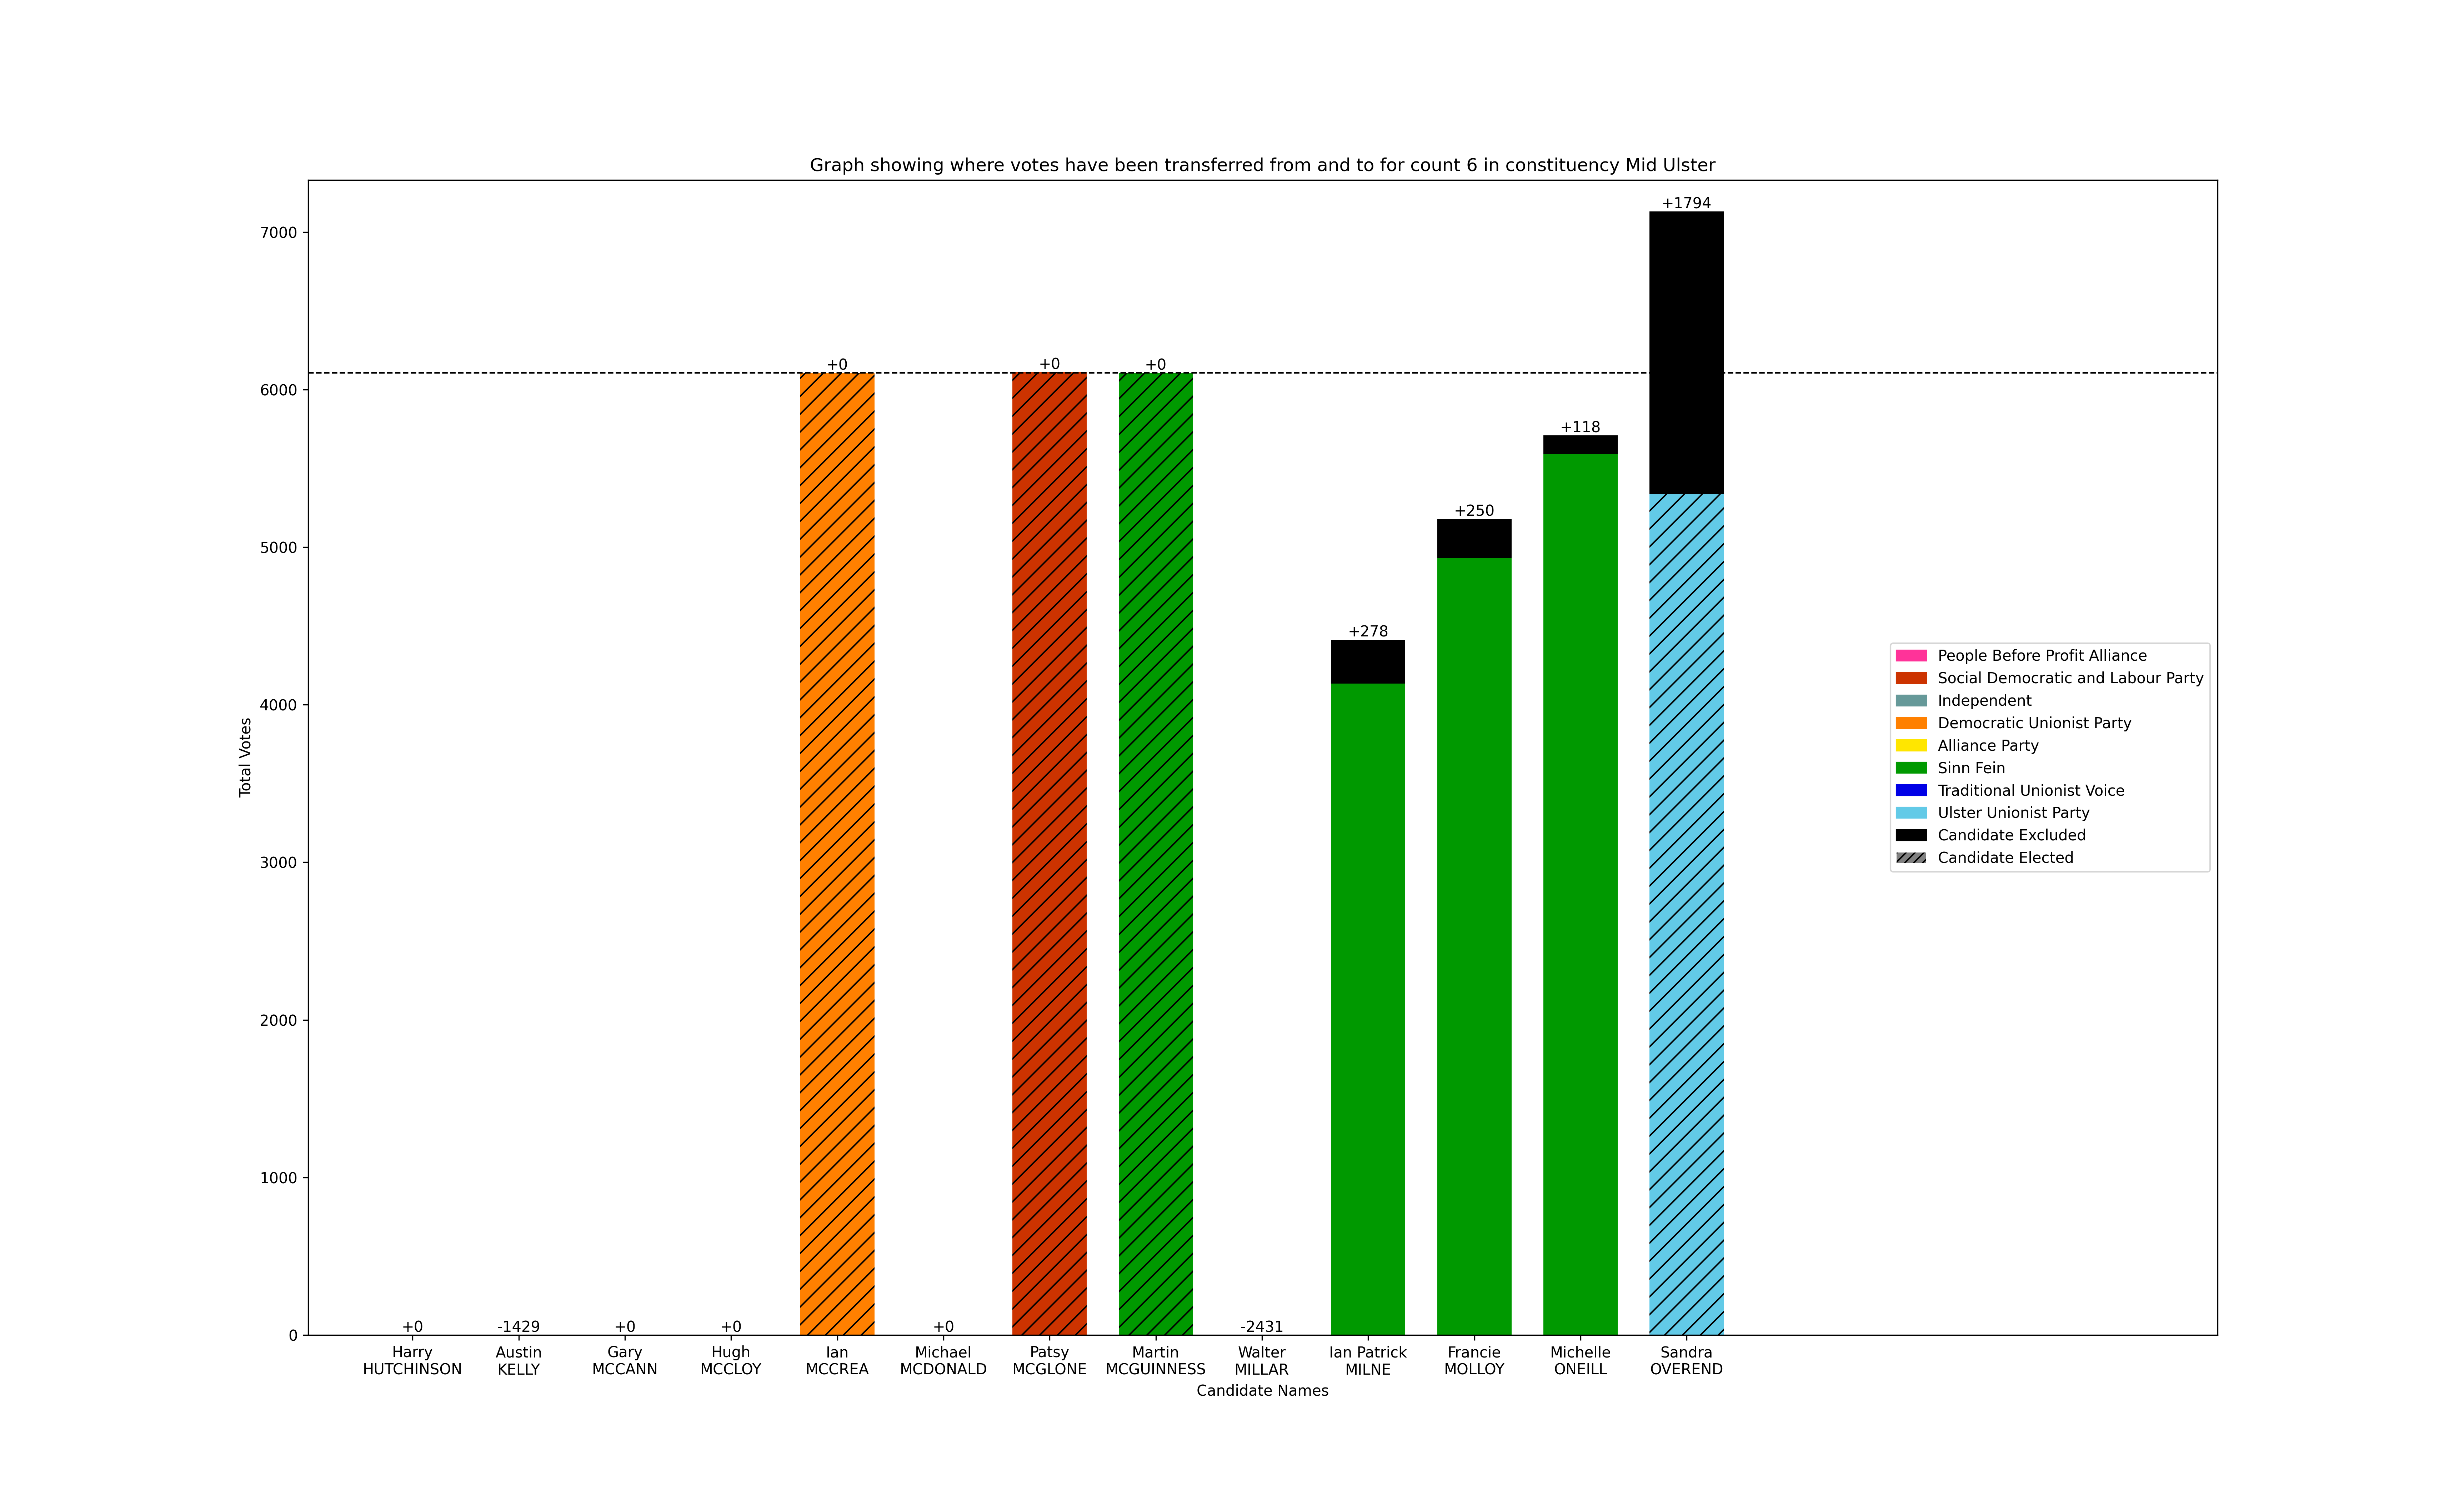 Graph showing where votes have been transferred from and to for count 6 in constituency Mid Ulster
Total Votes
7000
6000
5000
4000
3000
2000
1000
0
+0
-1429
+0
+0
+0
+0
+0
+0
-2431
+278
+250
+118
+1794
Harry
HUTCHINSON
Austin
KELLY
Gary
MCCANN
Hugh
MCCLOY
Ian
MCCREA
Michael
MCDONALD
Patsy
MCGLONE
Martin
MCGUINNESS
Walter
MILLAR
Ian Patrick
MILNE
Francie
MOLLOY
Michelle
ONEILL
Sandra
OVEREND
Candidate Names
People Before Profit Alliance
Social Democratic and Labour Party
Independent
Democratic Unionist Party
Alliance Party
Sinn Fein
Traditional Unionist Voice
Ulster Unionist Party
Candidate Excluded
Candidate Elected